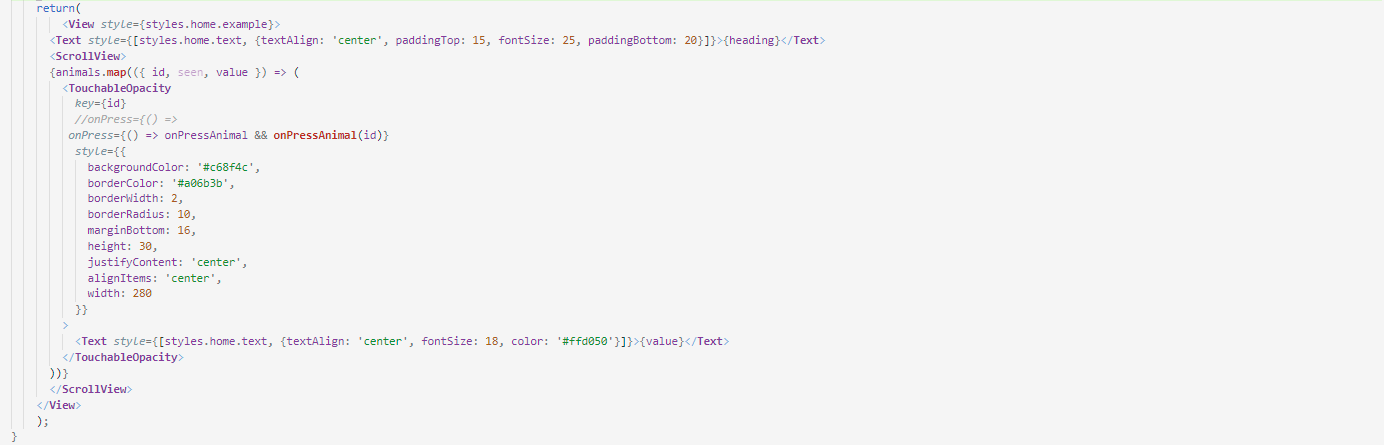 return(
<View style={styles.home.example}>
<Text style={[styles.home.text, {textAlign: 'center', paddingTop: 15, fontSize: 25, paddingBottom: 20}]}>{heading}</Text>
<ScrollView>
{animals.map(({ id, seen, value }) => (
<TouchableOpacity
key={id}
//onPress={() =>
onPress={() => onPressAnimal && onPressAnimal(id)}
style={{
backgroundColor: '#c68f4c',
borderColor: '#a06b3b',
borderWidth: 2,
borderRadius: 10,
marginBottom: 16,
height: 30,
justifyContent: 'center',
alignItems: 'center',
width: 280
}}
>
<Text style={[styles.home.text, {textAlign: 'center', fontSize: 18, color: '#ffd050'}]}>{value}</Text>
</TouchableOpacity>
))}
</ScrollView>
</View>
);
}